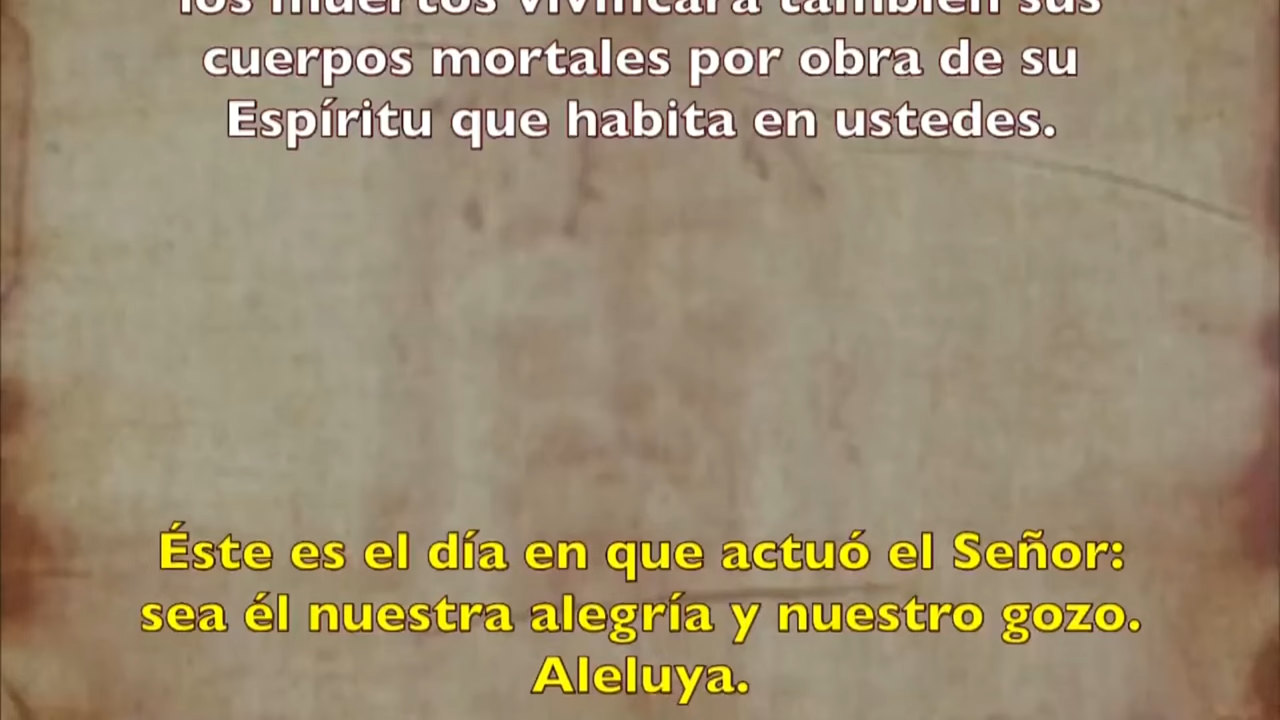 los muertos vivificará también sus
cuerpos mortales por obra de su
Espíritu que habita en ustedes.
Éste es el día en que actuó el Señor:
sea él nuestra alegría y nuestro gozo.
Aleluya.